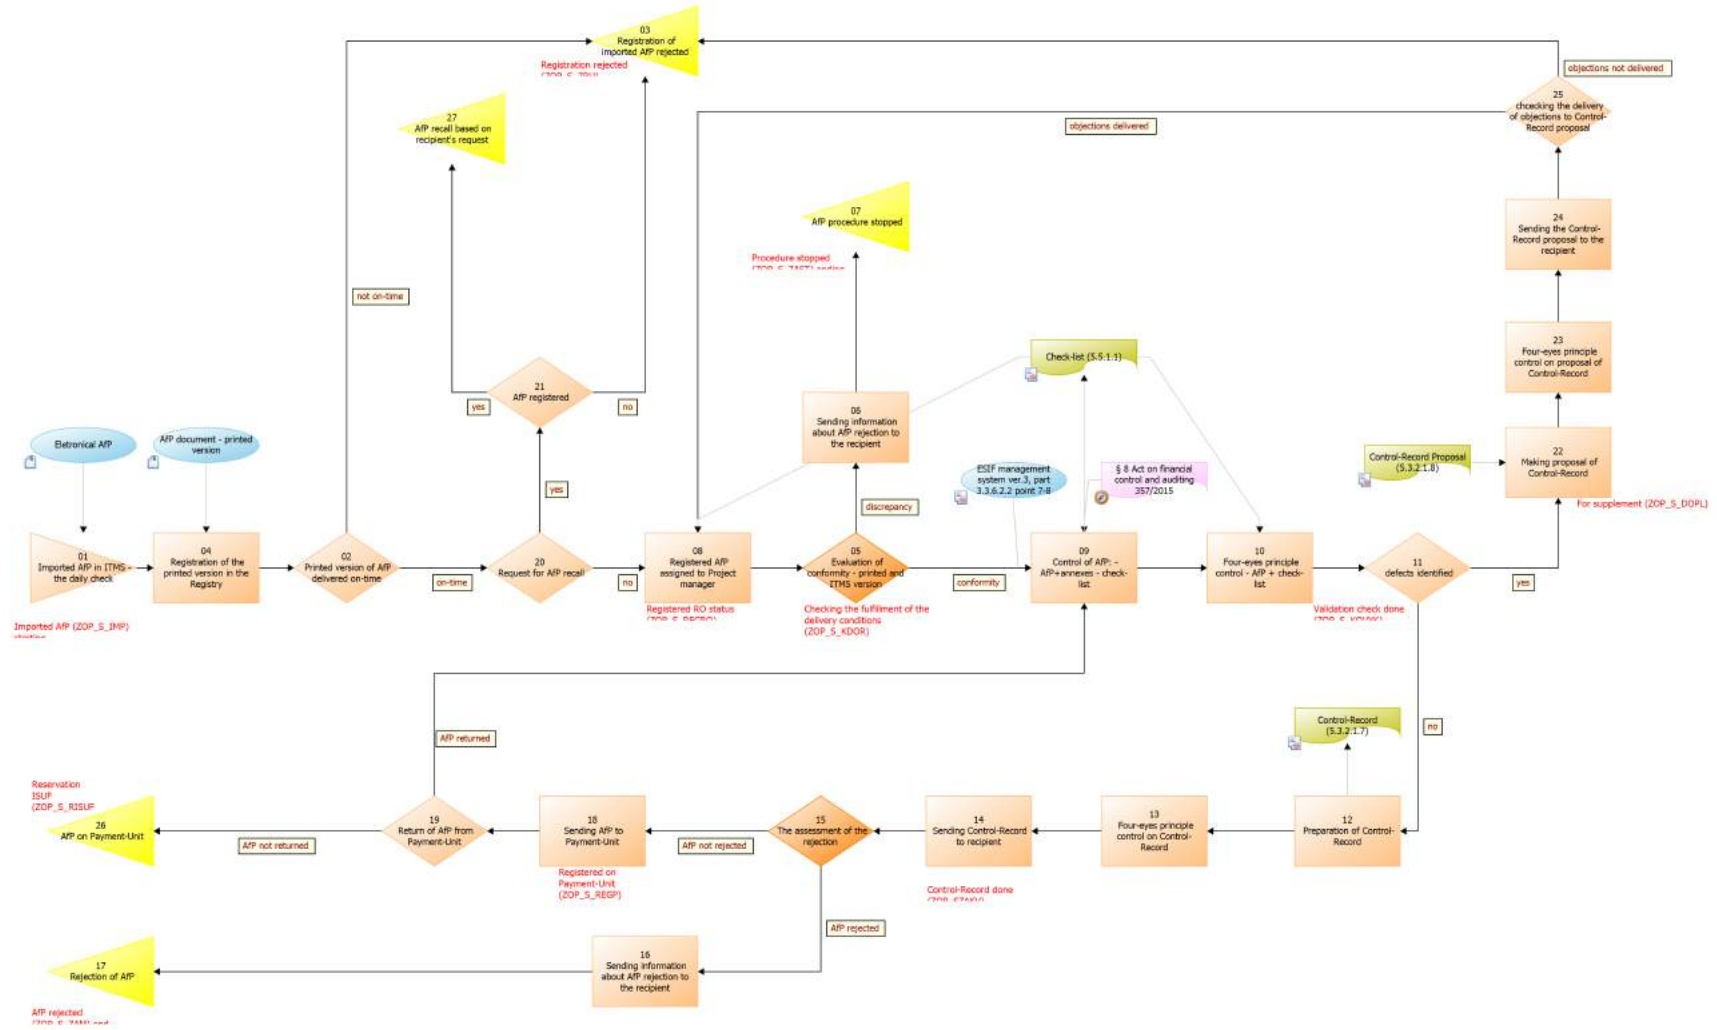 03
Registration of
imported AfP rejected
Registration rejected
objections not delivered
27
AfP recall based on
recipient's request
25
chcecking the delivery
of objections to Control-
Record proposal
objections delivered
07
AfP procedure stopped
24
Sending the Control-
Record proposal to the
recipient
Procedure stopped
not on-time
23
Four-eyes principle
control on proposal of
Control-Record
Check-list (5.5.1.1)
21
AfP registered
yes
no
06
Sending information
about AfP rejection to
the recipient
Eletronical AfP
AfP document - printed
version
Control-Record Proposal
(5.3.2.1.8)
22
Making proposal of
Control-Record
For supplement (ZOP_S_DOPL)
ESIF management
system ver.3, part
3.3.6.2.2 point 7-8
§ 8 Act on financial
control and auditing
357/2015
yes
discrepancy
01
Imported AfP in ITMS -
the daily check
04
Registration of the
printed version in the
Registry
02
Printed version of AfP
delivered on-time
on-time
20
Request for AfP recall
no
08
Registered AfP
assigned to Project
manager
05
Evaluation of
conformity - printed and
ITMS version
conformity
09
Control of AfP: -
AfP+annexes - check-
list
10
Four-eyes principle
control - AfP + check-
list
11
defects identified
yes
Imported AfP (ZOP_S_IMP)
Registered RO status
Checking the fulfillment of the
delivery conditions
(ZOP_S_KDOR)
Validation check done
AfP returned
Control-Record
(5.3.2.1.7)
no
Reservation
ISUF
(ZOP_S_RISUF
26
AfP on Payment-Unit
AfP not returned
19
Return of AfP from
Payment-Unit
18
Sending AfP to
Payment-Unit
AfP not rejected
15
The assessment of the
rejection
14
Sending Control-Record
to recipient
13
Four-eyes principle
control on Control-
Record
12
Preparation of Control-
Record
Registered on
Payment-Unit
(ZOP_S_REGP)
Control-Record done
AfP rejected
17
Rejection of AfP
16
Sending information
about AfP rejection to
the recipient
AfP rejected